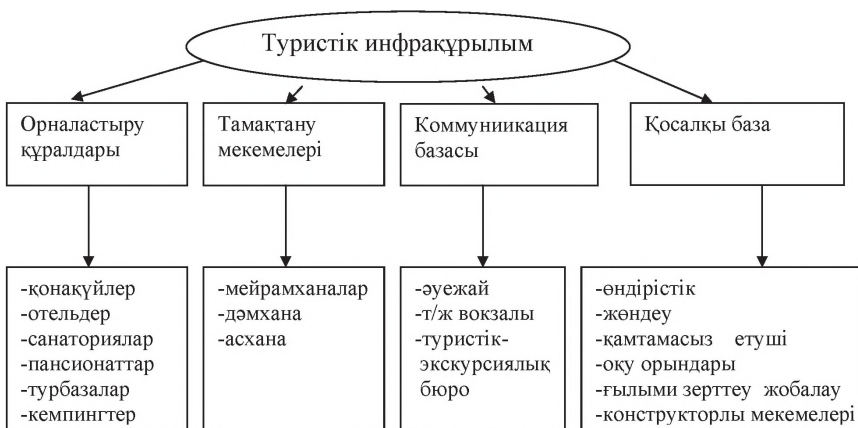 Туристік инфрақұрылым
Орналастыру
құралдары
Тамақтану
мекемелері
Коммуниикация
базасы
Қосалқы база
-қонақүйлер
-отельдер
-санаториялар
-пансионаттар
-турбазалар
-кемпингтер
-мейрамханалар
-дәмхана
-асхана
-әуежай
-т/ж вокзалы
-туристік-
экскурсиялық
бюро
-өндірістік
-жөндеу
-қамтамасыз етуші
-оқу орындары
-ғылыми зерттеу жобалау
-конструкторлы мекемелері